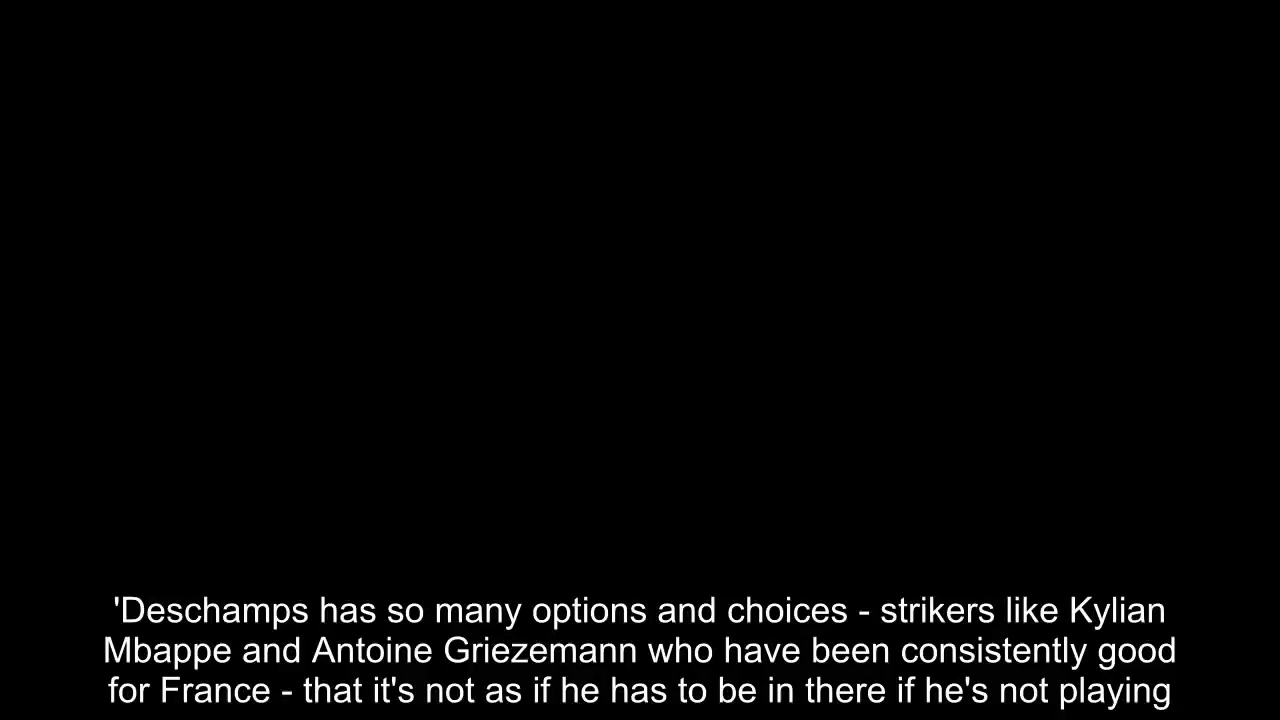 'Deschamps has so many options and choices - strikers like Kylian
Mbappe and Antoine Griezemann who have been consistently good
for France - that it's not as if he has to be in there if he's not playing